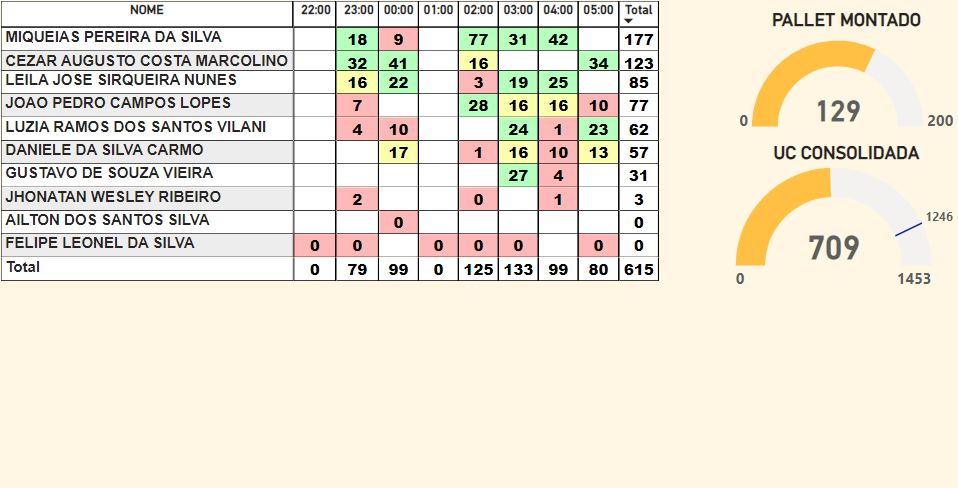 NOME 22:00 23:00 00:00 01:00 02:00 03:00 04:00 05:00 Total
MIQUEIAS PEREIRA DA SILVA 18 9 77 31 42 177
CEZAR AUGUSTO COSTA MARCOLINO 32 41 16 34 123
LEILA JOSE SIRQUEIRA NUNES 16 22 3 19 25 85
JOAO PEDRO CAMPOS LOPES 7 28 16 16 10 77
LUZIA RAMOS DOS SANTOS VILANI 4 10 24 1 23 62
DANIELE DA SILVA CARMO 17 1 16 10 13 57
GUSTAVO DE SOUZA VIEIRA 27 4 31
JHONATAN WESLEY RIBEIRO 2 0 1 3
AILTON DOS SANTOS SILVA 0 0
FELIPE LEONEL DA SILVA 0 0 0 0 0 0 0
Total 0 79 99 0 125 133 99 80 615
PALLET MONTADO
129
0 200
UC CONSOLIDADA
1246
709
0 1453